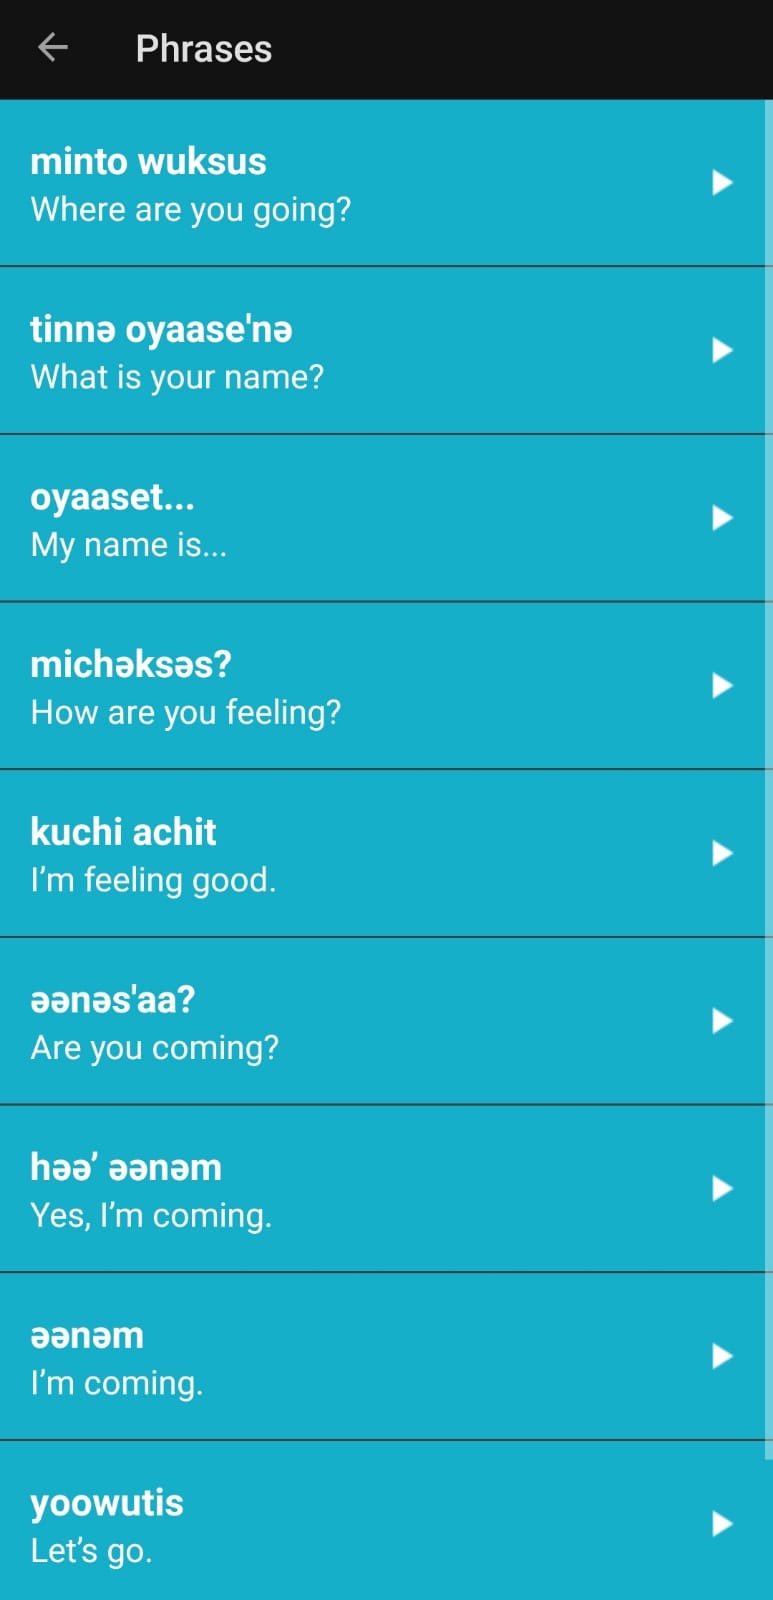 Phrases
minto wuksus
Where are you going?
tinnə oyaase'nə
What is your name?
oyaaset...
My name is...
michəksəs?
How are you feeling?
kuchi achit
I’m feeling good.
əənəs'aa?
Are you coming?
həə’ əənəm
Yes, I’m coming.
əənəm
I’m coming.
yoowutis
Let’s go.